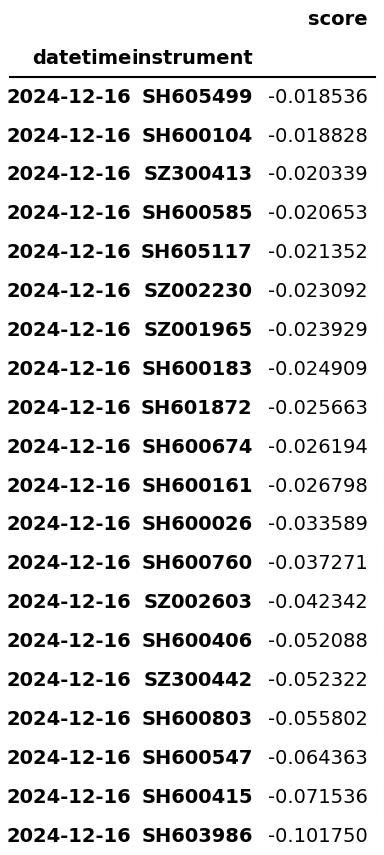 score
datetime instrument
2024-12-16 SH605499 -0.018536
2024-12-16 SH600104 -0.018828
2024-12-16 SZ300413 -0.020339
2024-12-16 SH600585 -0.020653
2024-12-16 SH605117 -0.021352
2024-12-16 SZ002230 -0.023092
2024-12-16 SZ001965 -0.023929
2024-12-16 SH600183 -0.024909
2024-12-16 SH601872 -0.025663
2024-12-16 SH600674 -0.026194
2024-12-16 SH600161 -0.026798
2024-12-16 SH600026 -0.033589
2024-12-16 SH600760 -0.037271
2024-12-16 SZ002603 -0.042342
2024-12-16 SH600406 -0.052088
2024-12-16 SZ300442 -0.052322
2024-12-16 SH600803 -0.055802
2024-12-16 SH600547 -0.064363
2024-12-16 SH600415 -0.071536
2024-12-16 SH603986 -0.101750